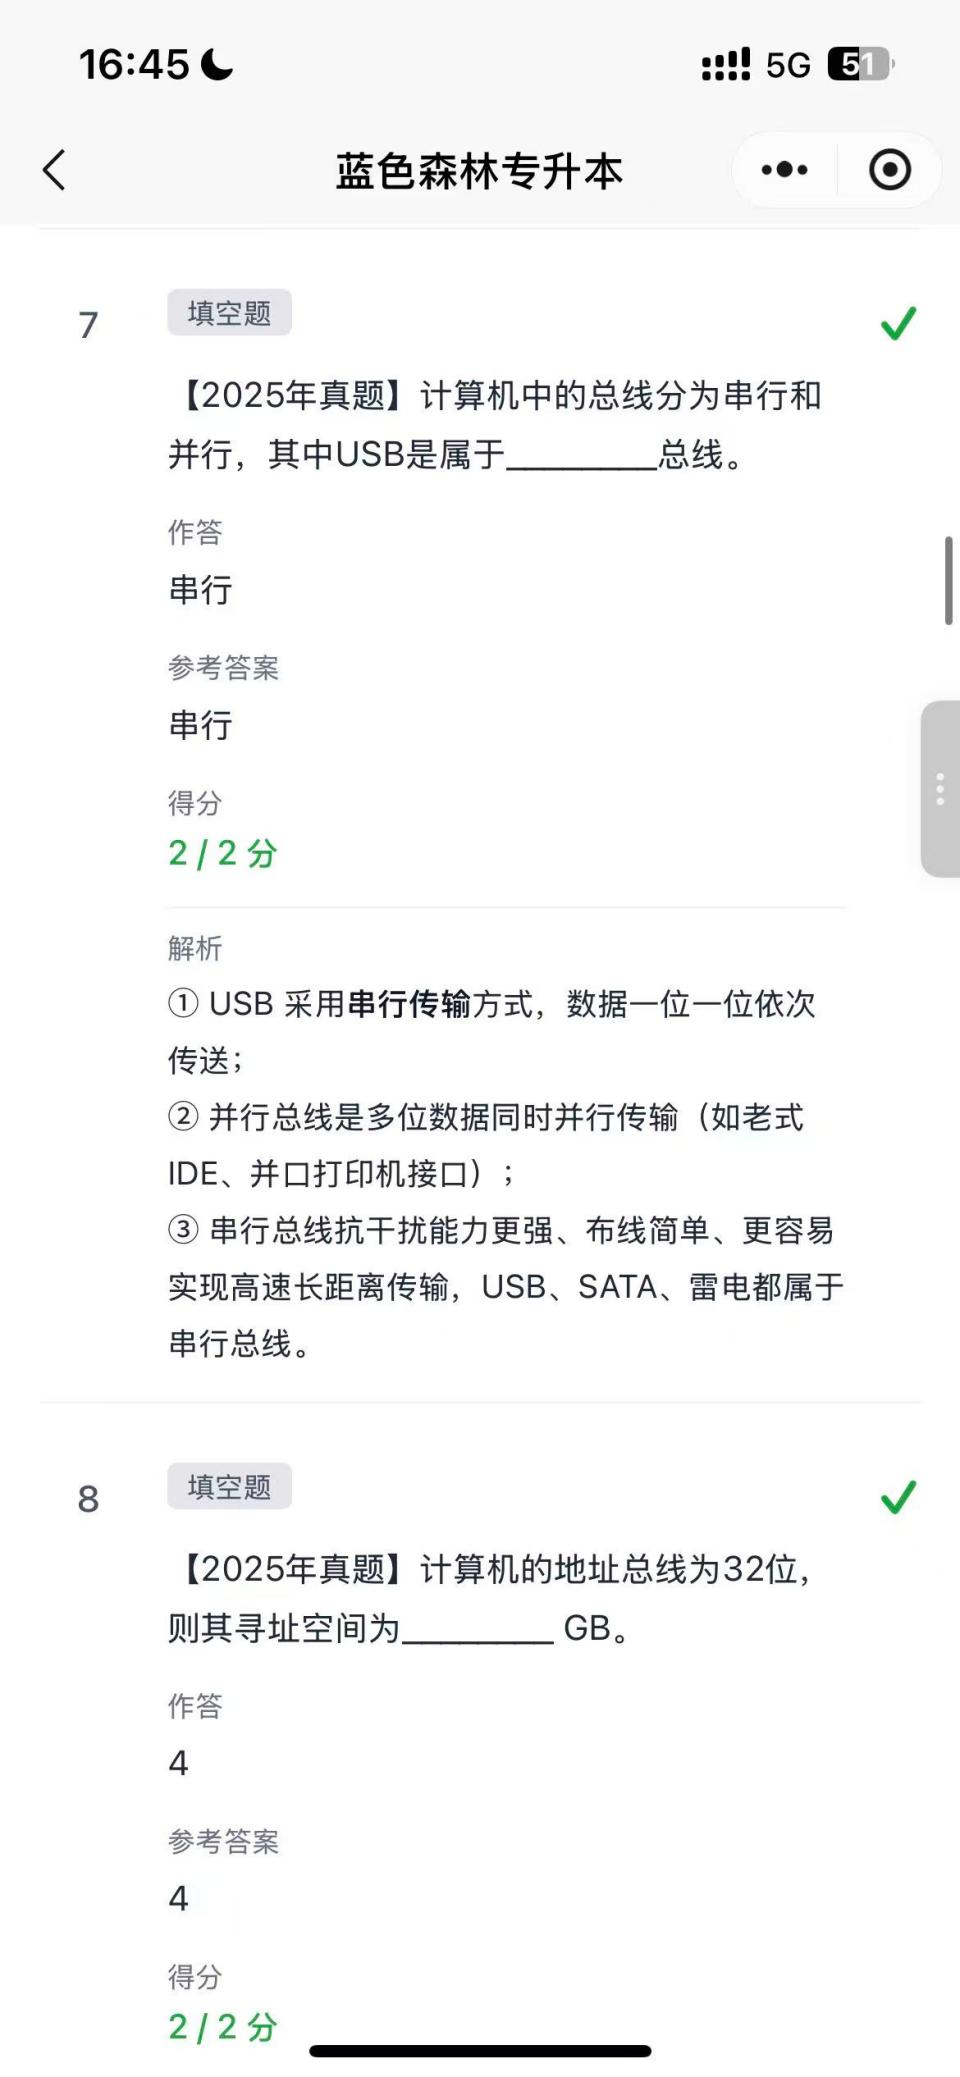 16:45
5G
51
蓝色森林专升本
7
填空题
【2025年真题】计算机中的总线分为串行和
并行，其中USB是属于________总线。
作答
串行
参考答案
串行
得分
2 / 2 分
解析
① USB 采用串行传输方式，数据一位一位依次
传送；
② 并行总线是多位数据同时并行传输（如老式
IDE、并口打印机接口）；
③ 串行总线抗干扰能力更强、布线简单、更容易
实现高速长距离传输，USB、SATA、雷电都属于
串行总线。
8
填空题
【2025年真题】计算机的地址总线为32位，
则其寻址空间为________ GB。
作答
4
参考答案
4
得分
2 / 2 分